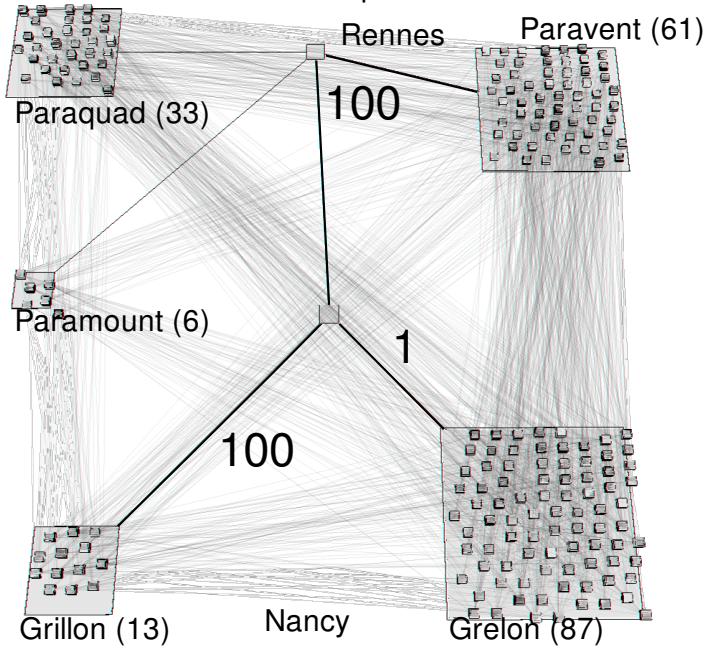 Rennes
Paravent (61)
100
Paraquad (33)
Paramount (6)
1
100
Grillon (13)
Nancy
Grelon (87)